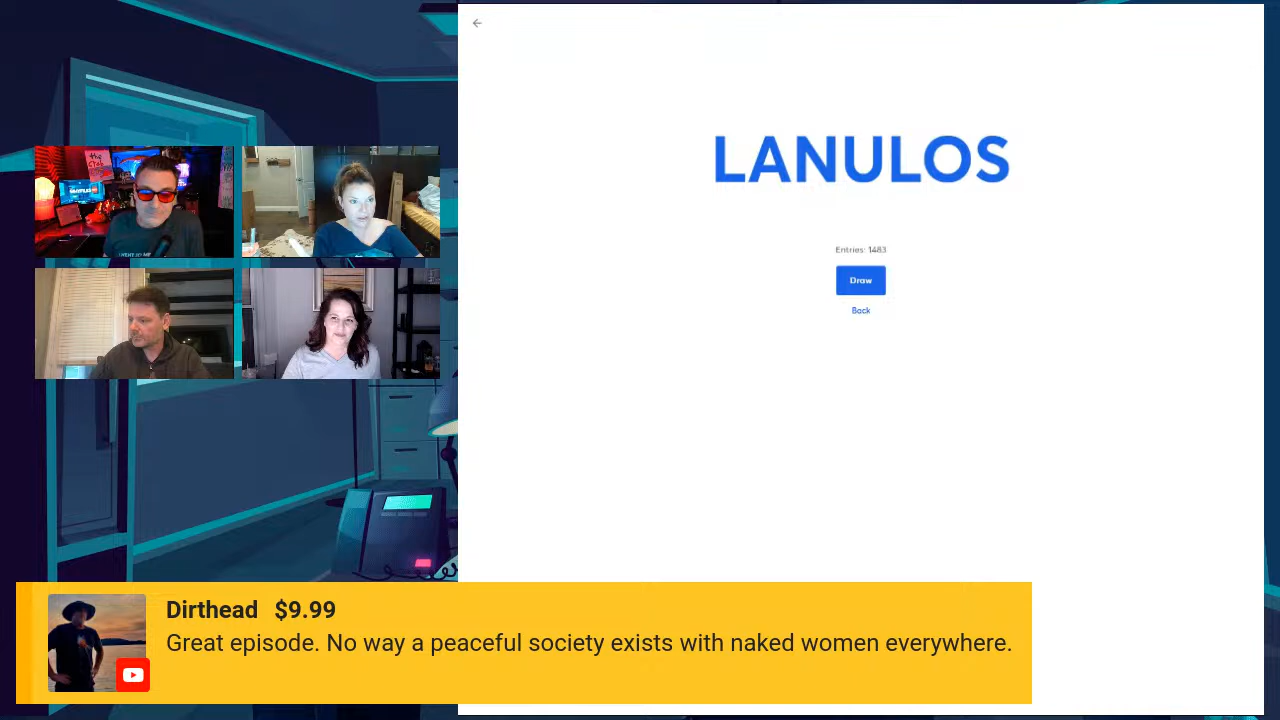 LANULOS
Entries: 1483
Draw
Back
the
Dirthead $9.99
Great episode. No way a peaceful society exists with naked women everywhere.